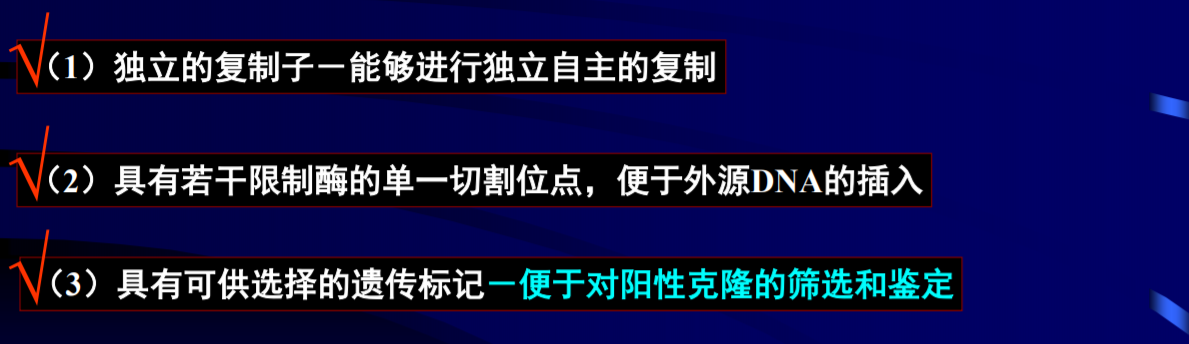 √(1)独立的复制子－能够进行独立自主的复制
√(2)具有若干限制酶的单一切割位点，便于外源DNA的插入
√(3)具有可供选择的遗传标记－便于对阳性克隆的筛选和鉴定